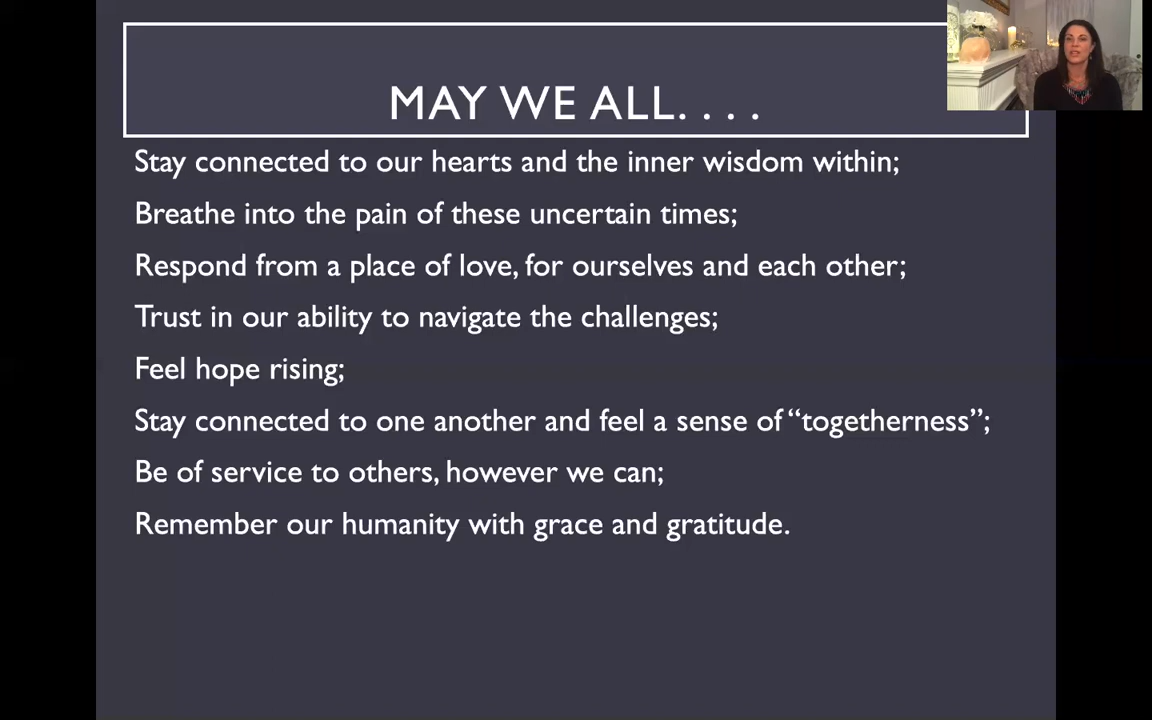 MAY WE ALL. . . .
Stay connected to our hearts and the inner wisdom within;
Breathe into the pain of these uncertain times;
Respond from a place of love, for ourselves and each other;
Trust in our ability to navigate the challenges;
Feel hope rising;
Stay connected to one another and feel a sense of “togetherness”;
Be of service to others, however we can;
Remember our humanity with grace and gratitude.